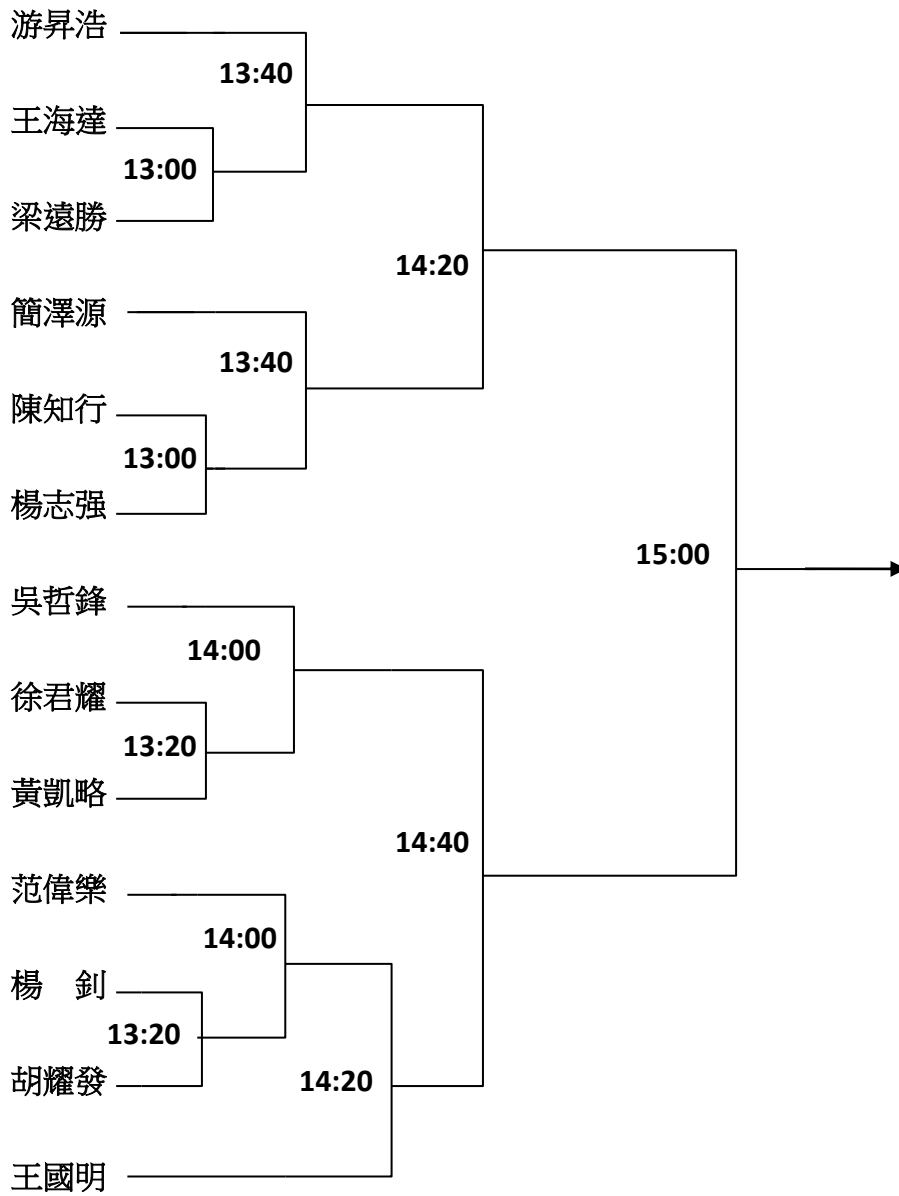 游昇浩
13:40
王海達
13:00
梁遠勝
14:20
簡澤源
13:40
陳知行
13:00
楊志强
15:00
吳哲鋒
14:00
徐君耀
13:20
黃凱略
14:40
范偉樂
14:00
楊　釗
13:20
胡耀發
14:20
王國明